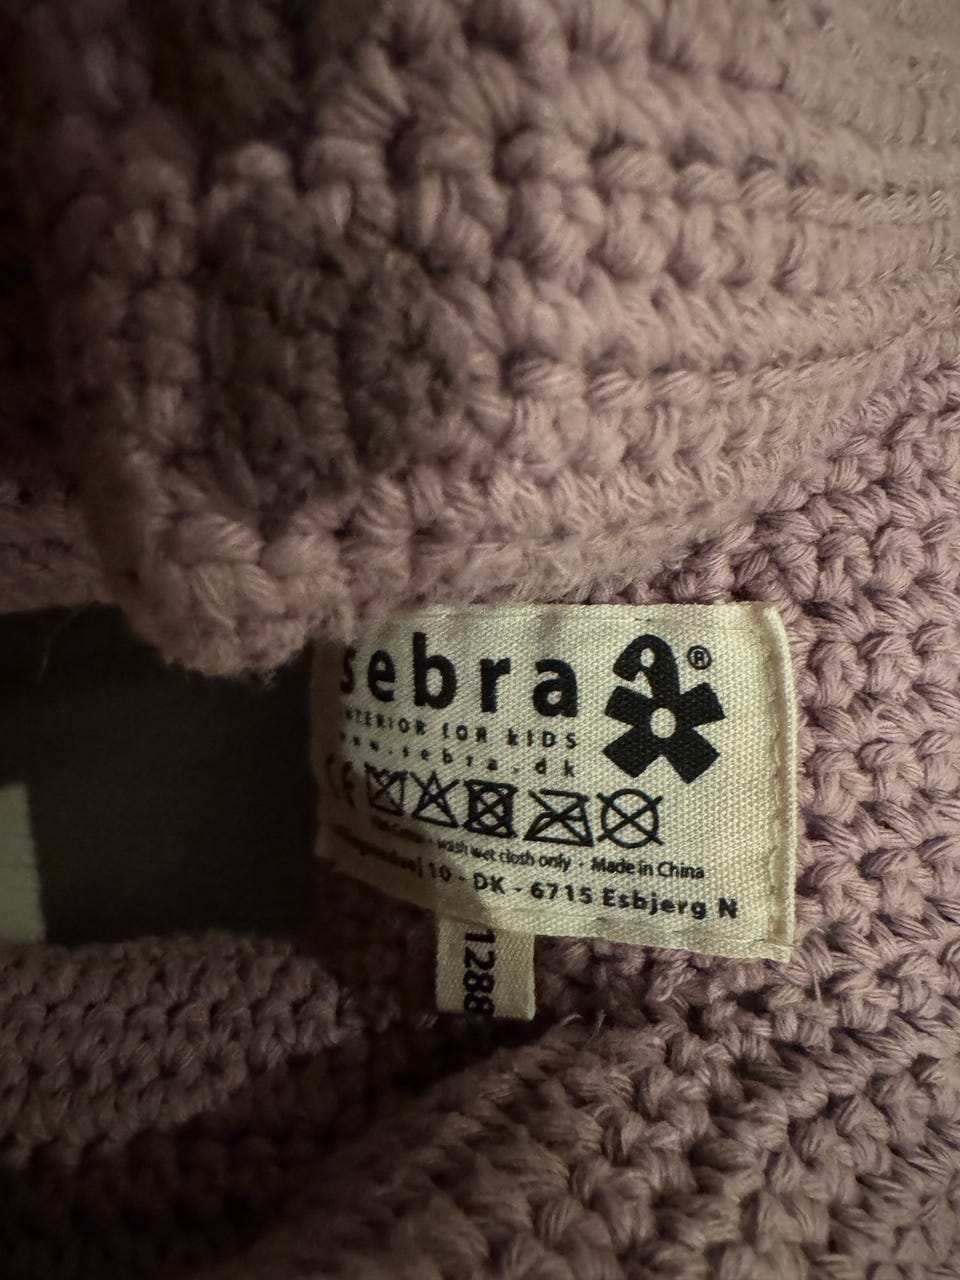 sebra ®
INTERIOR FOR KIDS
www.sebra.dk
CE
wash wet closh only · Made in China
10 - DK - 6715 Esbjerg N
1288